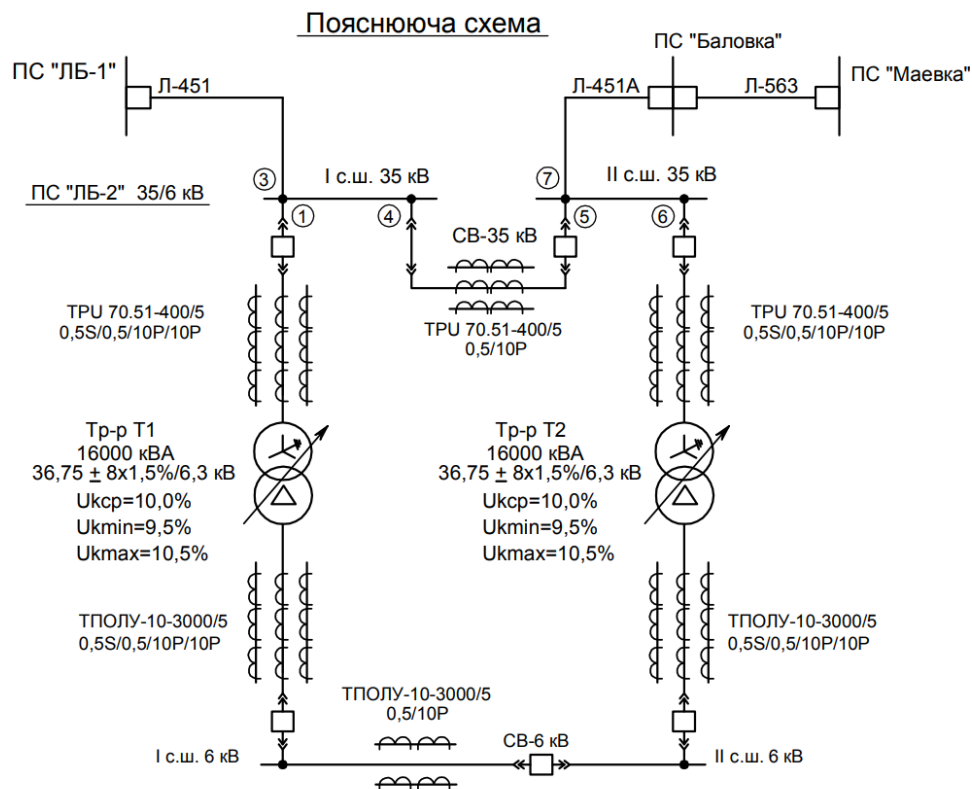 Пояснююча схема
ПС "ЛБ-1"
Л-451
ПС "Баловка"
Л-451А
Л-563
ПС "Маевка"
ПС "ЛБ-2" 35/6 кВ
3
I с.ш. 35 кВ
7
II с.ш. 35 кВ
1
4
5
6
СВ-35 кВ
TPU 70.51-400/5
0,5S/0,5/10P/10P
TPU 70.51-400/5
0,5/10P
TPU 70.51-400/5
0,5S/0,5/10P/10P
Тр-р Т1
16000 кВА
36,75 ± 8х1,5%/6,3 кВ
Uкср=10,0%
Ukmin=9,5%
Ukmax=10,5%
Тр-р Т2
16000 кВА
36,75 ± 8х1,5%/6,3 кВ
Uкср=10,0%
Ukmin=9,5%
Ukmax=10,5%
ТПОЛУ-10-3000/5
0,5S/0,5/10P/10P
ТПОЛУ-10-3000/5
0,5S/0,5/10P/10P
ТПОЛУ-10-3000/5
0,5/10P
I с.ш. 6 кВ
СВ-6 кВ
II с.ш. 6 кВ